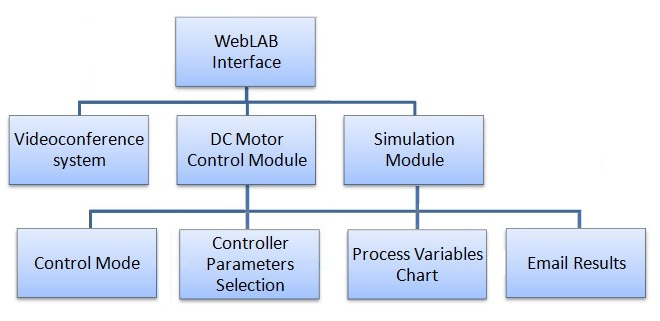 WebLAB
Interface
Videoconference
system
DC Motor
Control Module
Simulation
Module
Control Mode
Controller
Parameters
Selection
Process Variables
Chart
Email Results